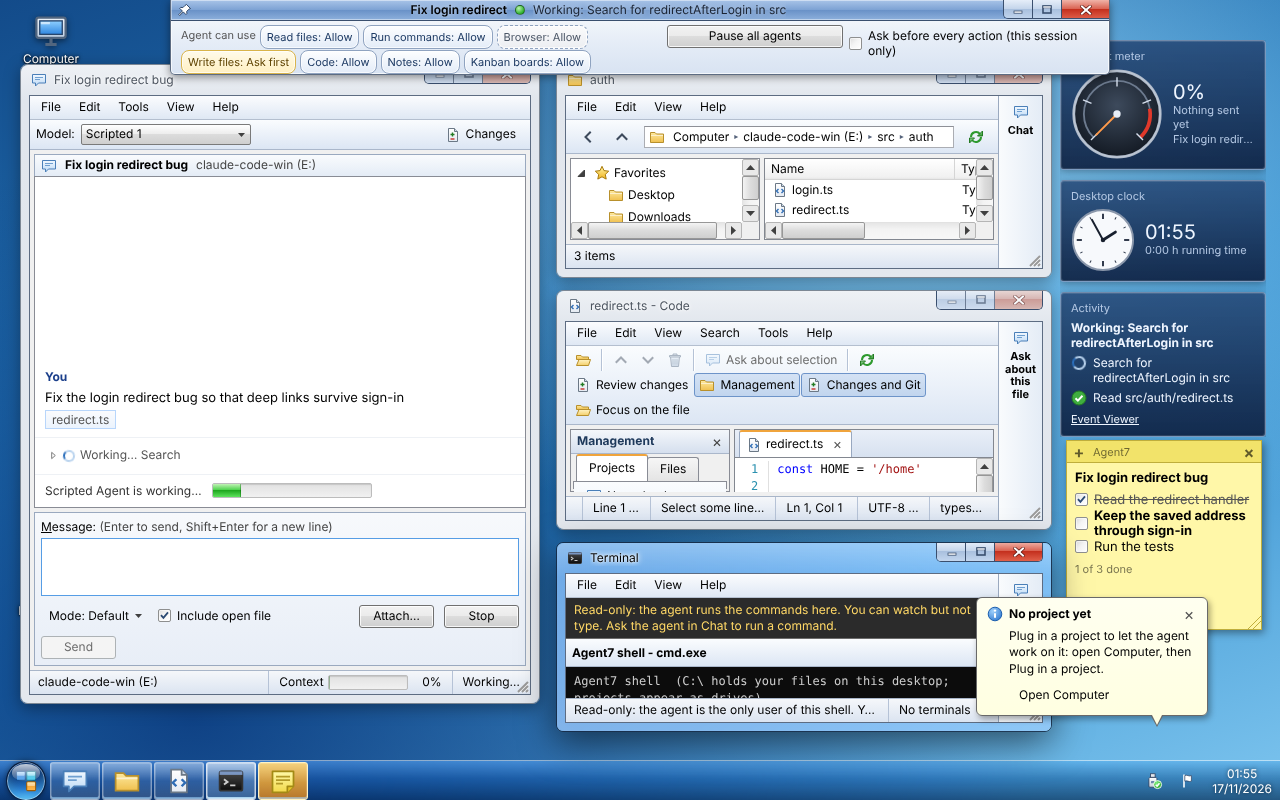 Fix login redirect Working: Search for redirectAfterLogin in src
Agent can use Read files: Allow Run commands: Allow Browser: Allow
Write files: Ask first Code: Allow Notes: Allow Kanban boards: Allow
Pause all agents
Ask before every action (this session only)
Computer
Fix login redirect bug
File Edit Tools View Help
Model: Scripted 1 Changes
Fix login redirect bug claude-code-win (E:)
You
Fix the login redirect bug so that deep links survive sign-in
redirect.ts
Working... Search
Scripted Agent is working...
Message: (Enter to send, Shift+Enter for a new line)
Mode: Default Include open file Attach... Stop
Send
claude-code-win (E:) Context 0% Working...
auth
File Edit View Help
Chat
Computer claude-code-win (E:) src auth
Favorites
Desktop
Downloads
Name Ty
login.ts Ty
redirect.ts Ty
3 items
redirect.ts - Code
File Edit View Search Tools Help
Ask about this file
Ask about selection
Review changes Management Changes and Git
Focus on the file
Management
Projects Files
redirect.ts
1 const HOME = '/home'
2
Line 1 ... Select some line... Ln 1, Col 1 UTF-8 ... types...
Terminal
File Edit View Help
Read-only: the agent runs the commands here. You can watch but not
type. Ask the agent in Chat to run a command.
Agent7 shell - cmd.exe
Agent7 shell (C:\ holds your files on this desktop;
projects appear as drives)
Read-only: the agent is the only user of this shell. Y... No terminals
meter
0%
Nothing sent yet
Fix login redir...
Desktop clock
01:55
0:00 h running time
Activity
Working: Search for
redirectAfterLogin in src
Search for
redirectAfterLogin in src
Read src/auth/redirect.ts
Event Viewer
Agent7
Fix login redirect bug
Read the redirect handler
Keep the saved address
through sign-in
Run the tests
1 of 3 done
No project yet
Plug in a project to let the agent
work on it: open Computer, then
Plug in a project.
Open Computer
01:55
17/11/2026